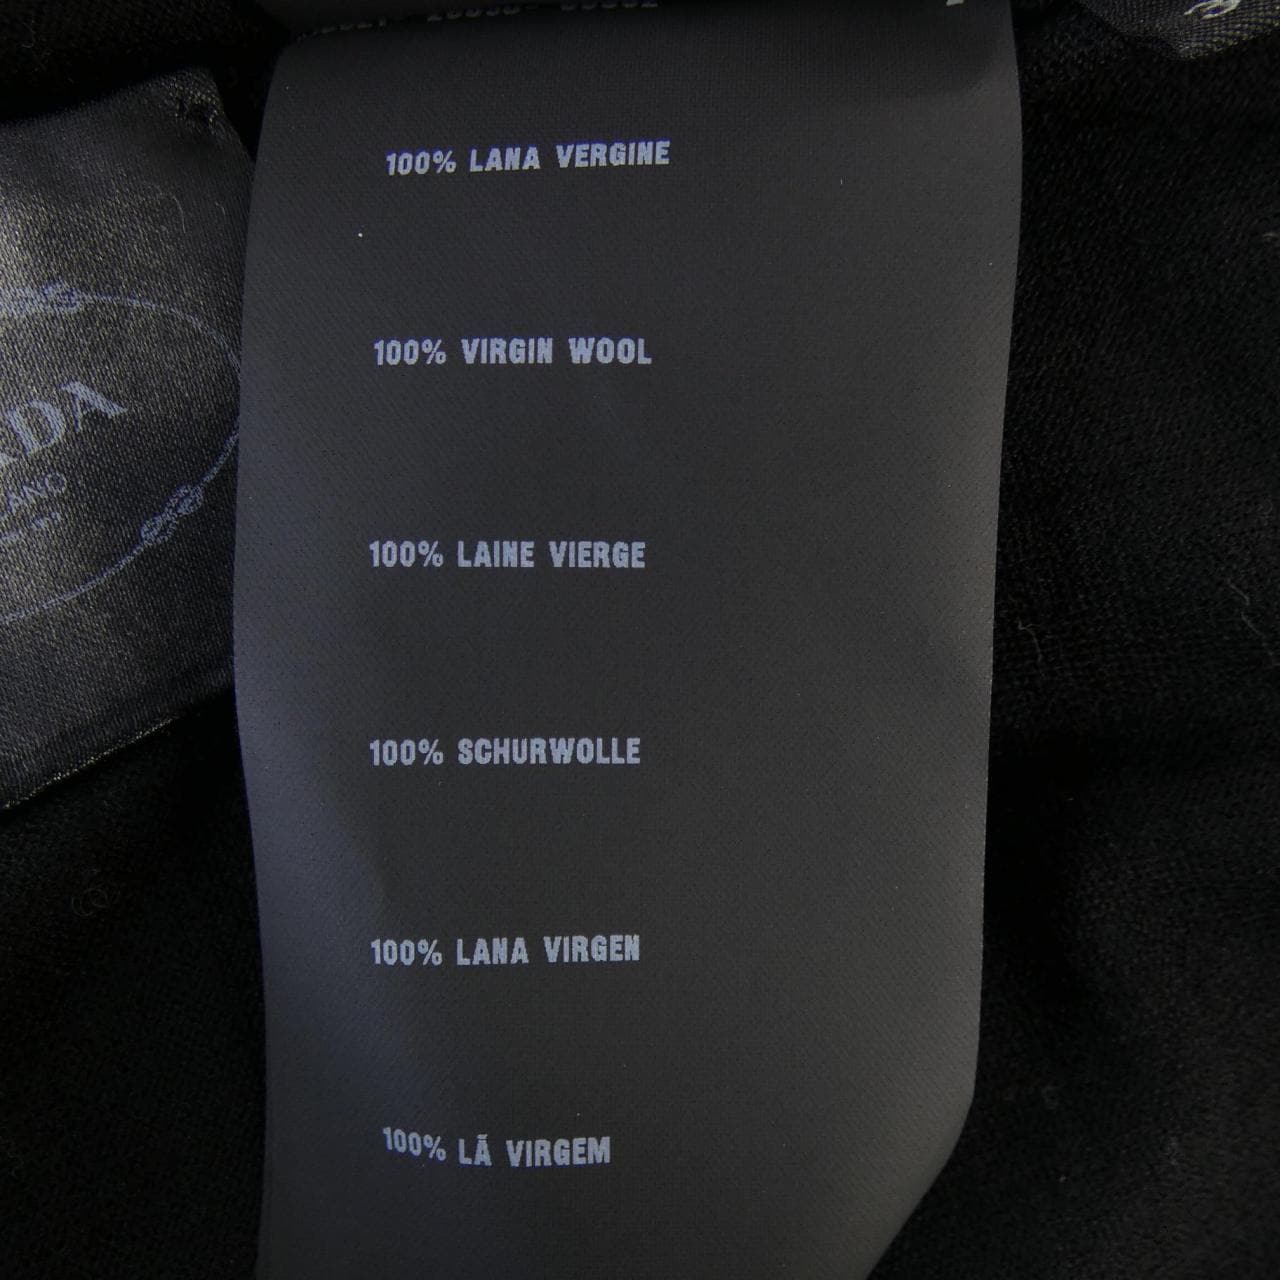 100% LANA VERGINE
100% VIRGIN WOOL
100% LAINE VIERGE
100% SCHURWOLLE
100% LANA VIRGEN
100% LÃ VIRGEM